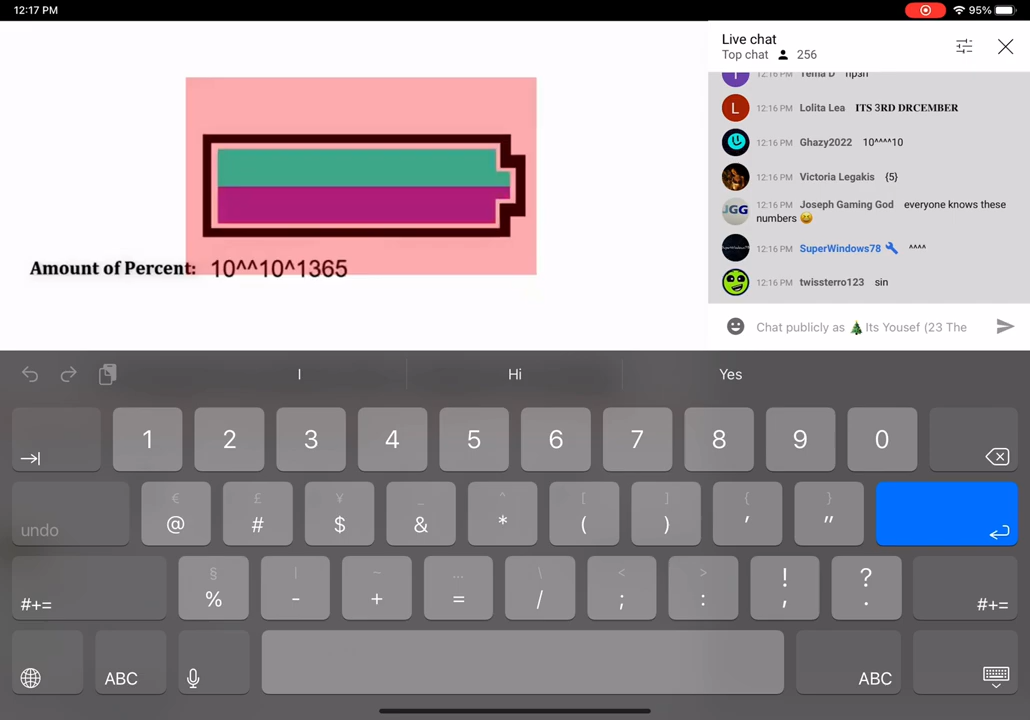 12:17 PM
95%
Live chat
Top chat 256
12:16 PM Tema D прэп
12:16 PM Lolita Lea ITS 3RD DRCEMBER
12:16 PM Ghazy2022 10^^^^10
12:16 PM Victoria Legakis {5}
JGG 12:16 PM Joseph Gaming God everyone knows these
numbers 😄
12:16 PM SuperWindows78 ^^^^
12:16 PM twissterro123 sin
Chat publicly as 🎄 Its Yousef (23 The
Amount of Percent: 10^^10^1365
I Hi Yes
1 2 3 4 5 6 7 8 9 0
€ £ ¥ _ ^ [ ] { }
undo @ # $ & * ( ) ' "
§ | ~ … \ < > ! ?
#+= % - + = / ; : , . #+=
ABC ABC